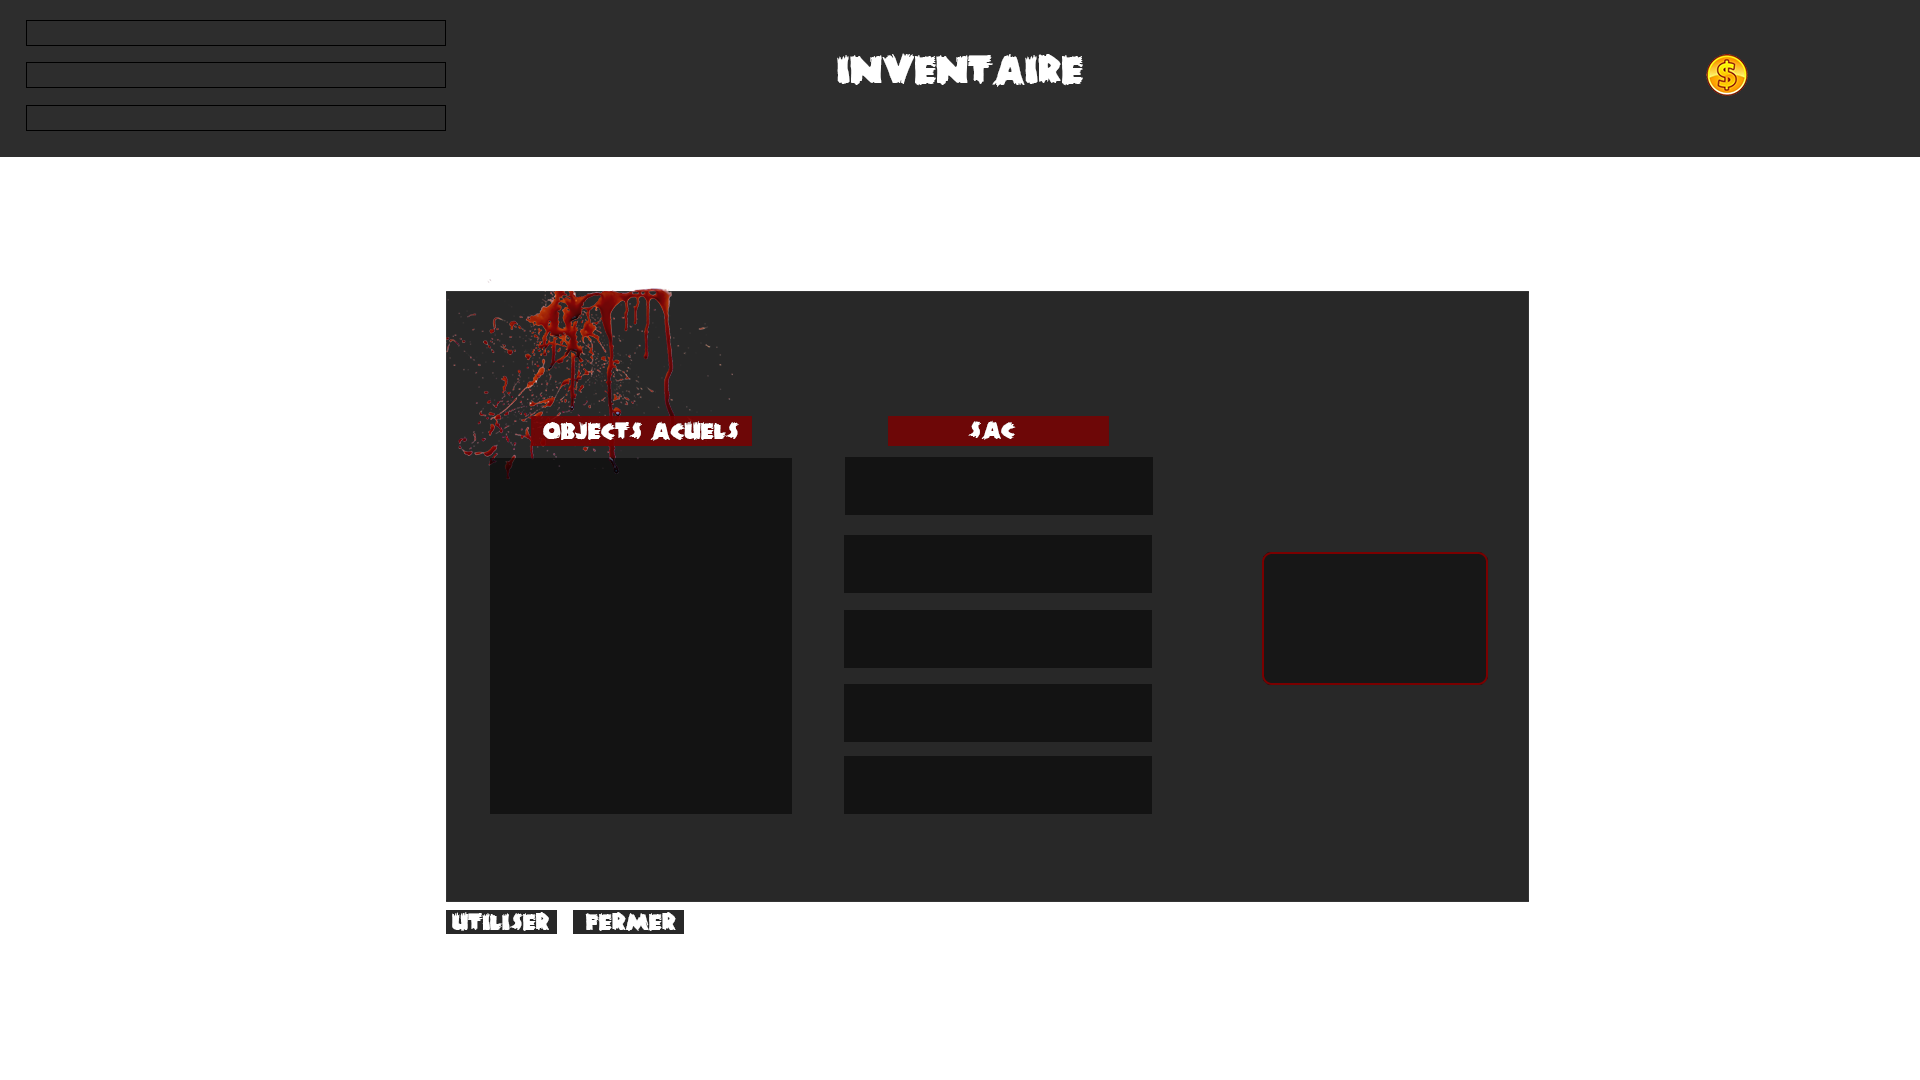 INVENTAIRE
$
OBJECTS ACUELS
SAC
UTILISER
FERMER